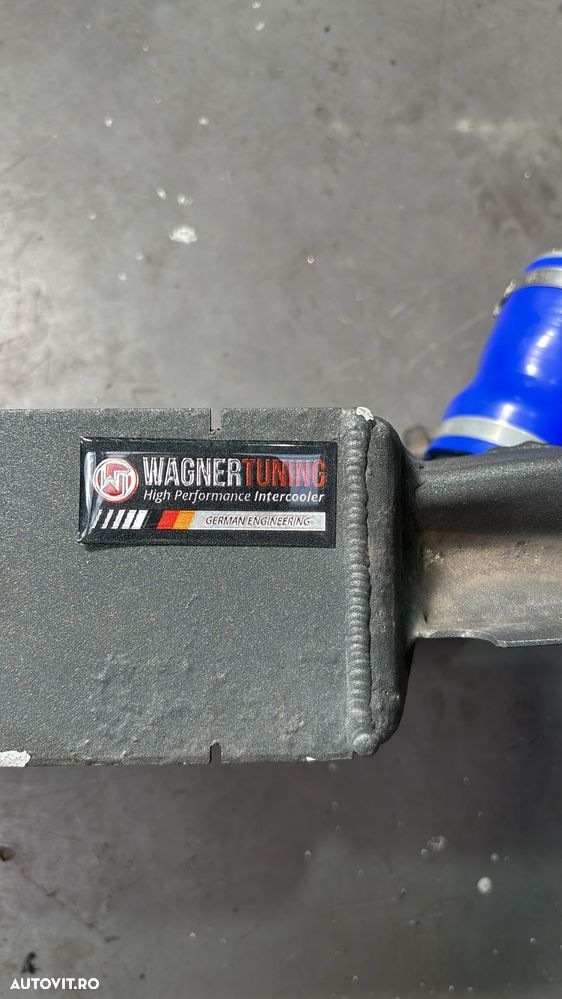 WT
WAGNERTUNING
High Performance Intercooler
GERMAN ENGINEERING
AUTOVIT.RO